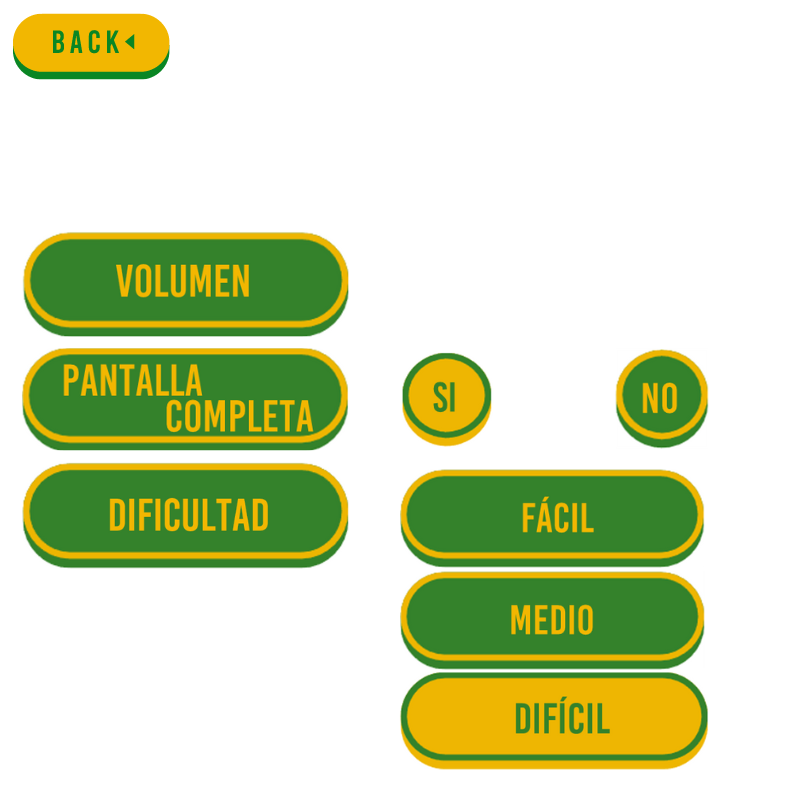 BACK
VOLUMEN
PANTALLA
COMPLETA
SI
NO
DIFICULTAD
FÁCIL
MEDIO
DIFÍCIL